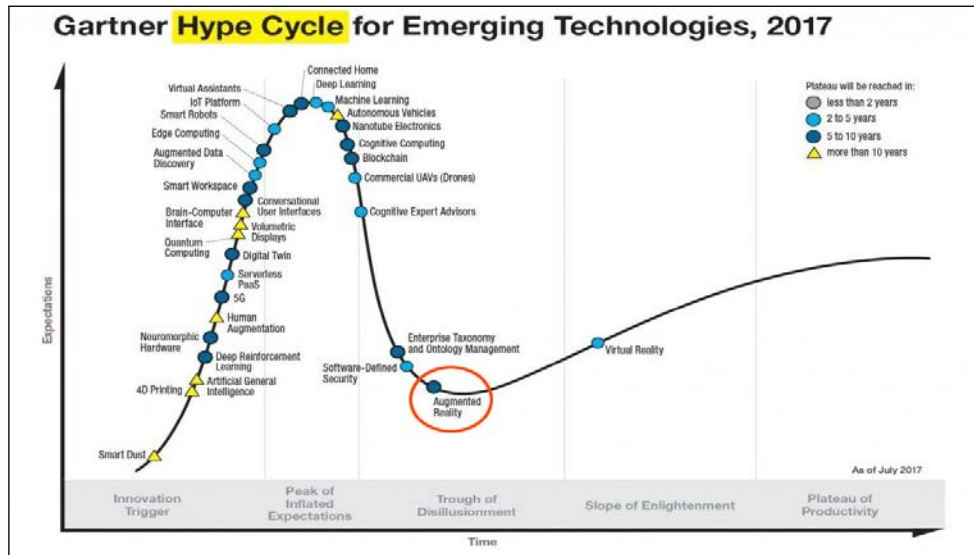 Gartner Hype Cycle for Emerging Technologies, 2017
Plateau will be reached in:
less than 2 years
2 to 5 years
5 to 10 years
more than 10 years
Connected Home
Deep Learning
Virtual Assistants
Machine Learning
IoT Platform
Autonomous Vehicles
Smart Robots
Nanotube Electronics
Edge Computing
Cognitive Computing
Augmented Data
Discovery
Blockchain
Commercial UAVs (Drones)
Smart Workspace
Conversational
User Interfaces
Brain-Computer
Interface
Cognitive Expert Advisors
Volumetric
Displays
Quantum
Computing
Digital Twin
Serverless
PaaS
5G
Human
Augmentation
Neuromorphic
Hardware
Deep Reinforcement
Learning
Artificial General
Intelligence
4D Printing
Smart Dust
Enterprise Taxonomy
and Ontology Management
Software-Defined
Security
Augmented
Reality
Virtual Reality
Expectations
As of July 2017
Innovation
Trigger
Peak of
Inflated
Expectations
Trough of
Disillusionment
Slope of Enlightenment
Plateau of
Productivity
Time